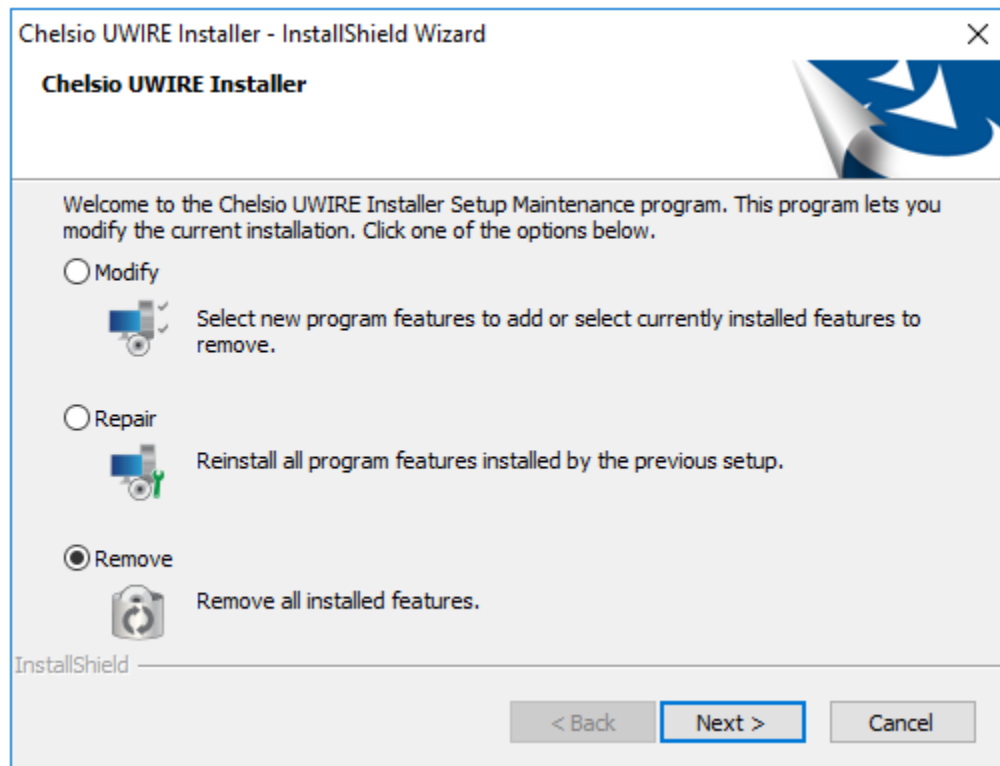 Chelsio UWIRE Installer - InstallShield Wizard
Chelsio UWIRE Installer
Welcome to the Chelsio UWIRE Installer Setup Maintenance program. This program lets you
modify the current installation. Click one of the options below.
Modify
Select new program features to add or select currently installed features to
remove.
Repair
Reinstall all program features installed by the previous setup.
Remove
Remove all installed features.
InstallShield
< Back Next > Cancel